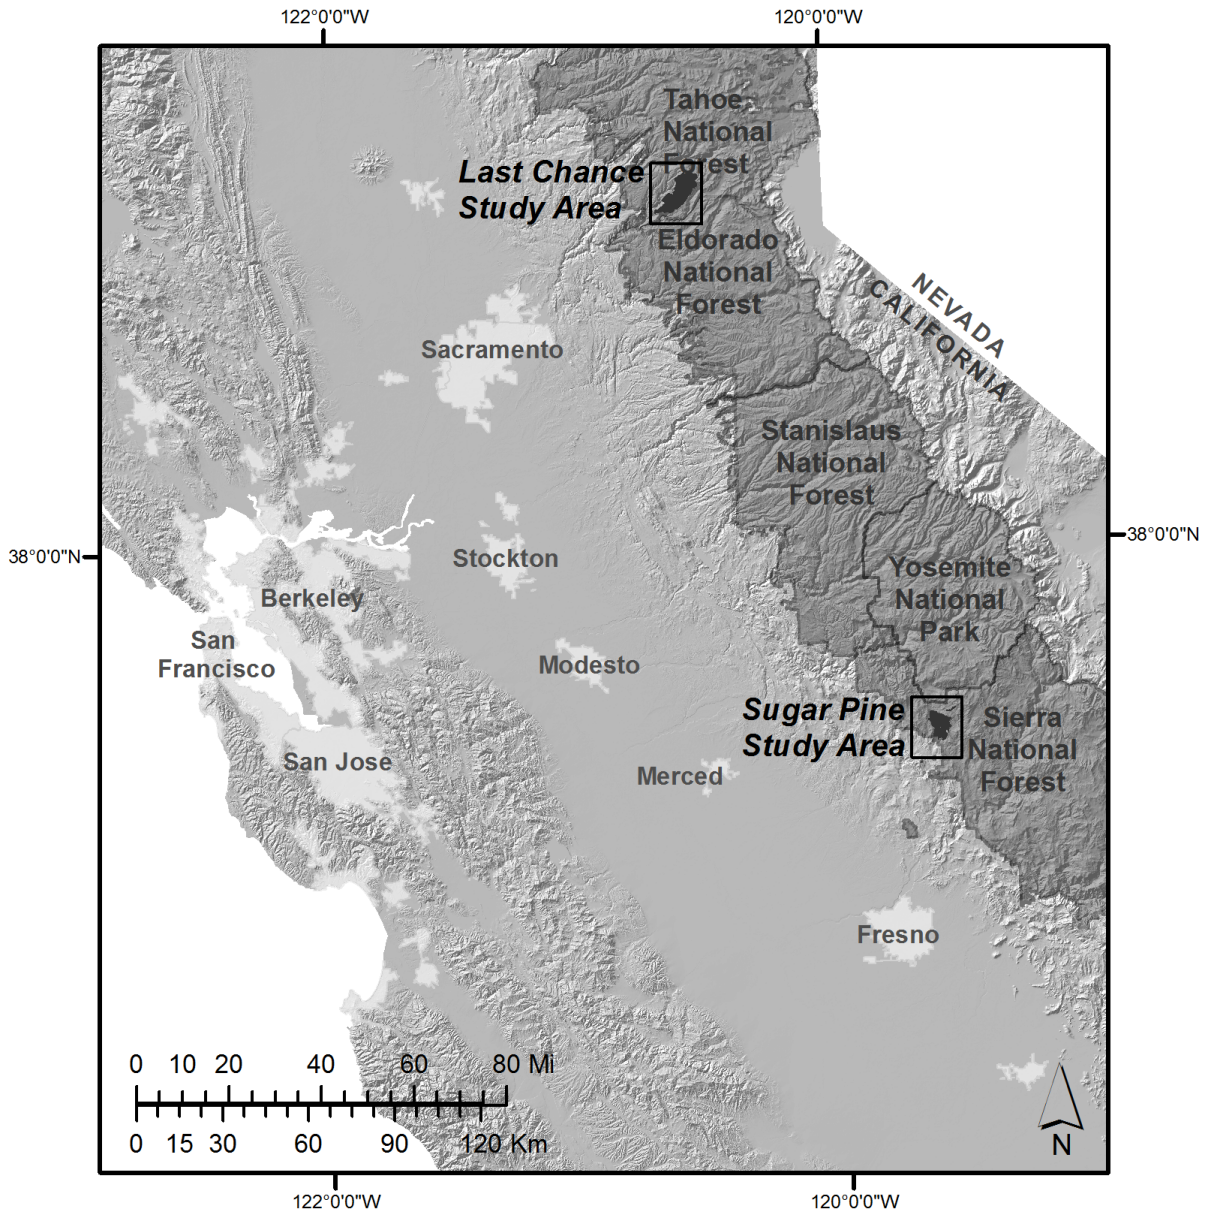 122°0'0"W
120°0'0"W
Tahoe
National
Forest
Last Chance
Study Area
Eldorado
National
Forest
NEVADA
CALIFORNIA
Sacramento
Stanislaus
National
Forest
38°0'0"N
38°0'0"N
Stockton
Yosemite
National
Park
Berkeley
San
Francisco
Modesto
Sugar Pine
Study Area
Sierra
National
Forest
San Jose
Merced
Fresno
0 10 20 40 60 80 Mi
0 15 30 60 90 120 Km
N
122°0'0"W
120°0'0"W